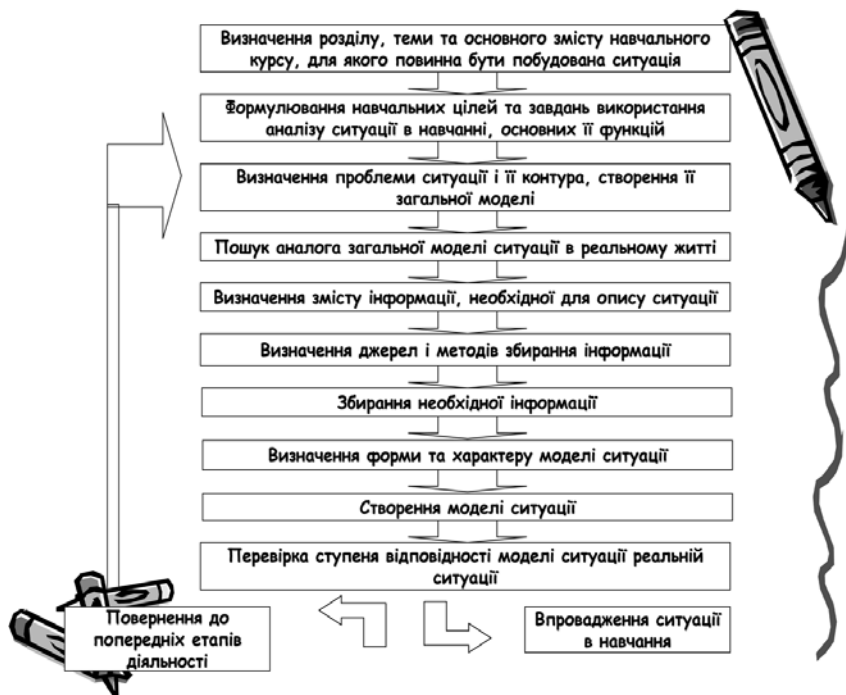 Визначення розділу, теми та основного змісту навчального
курсу, для якого повинна бути побудована ситуація
Формулювання навчальних цілей та завдань використання
аналізу ситуації в навчанні, основних її функцій
Визначення проблеми ситуації і її контура, створення її
загальної моделі
Пошук аналога загальної моделі ситуації в реальному житті
Визначення змісту інформації, необхідної для опису ситуації
Визначення джерел і методів збирання інформації
Збирання необхідної інформації
Визначення форми та характеру моделі ситуації
Створення моделі ситуації
Перевірка ступеня відповідності моделі ситуації реальній
ситуації
Повернення до
попередніх етапів
діяльності
Впровадження ситуації
в навчання